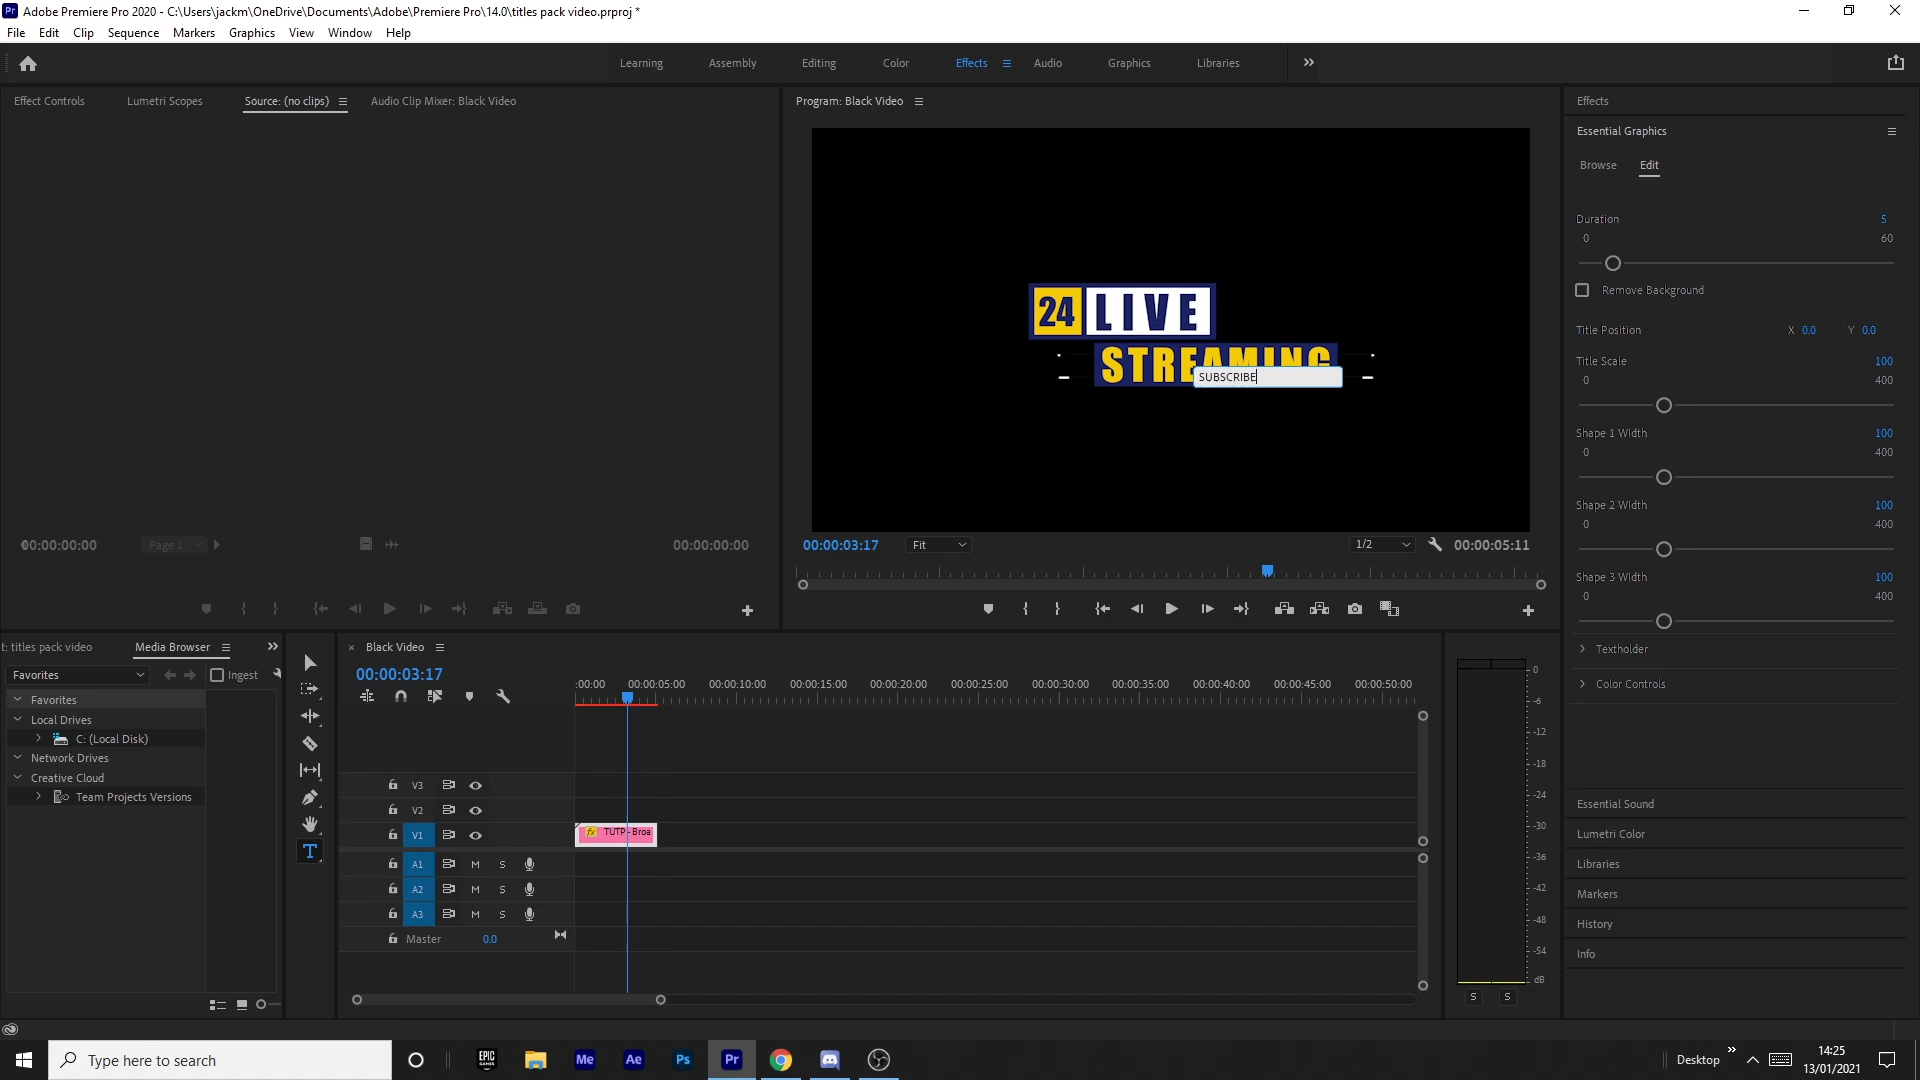 Adobe Premiere Pro 2020 - C:\Users\jackm\OneDrive\Documents\Adobe\Premiere Pro\14.0\titles pack video.prproj *
File Edit Clip Sequence Markers Graphics View Window Help
Learning Assembly Editing Color Effects Audio Graphics Libraries
Effect Controls Lumetri Scopes Source: (no clips) Audio Clip Mixer: Black Video
Program: Black Video
24 LIVE
STREAMING
SUBSCRIBE
00:00:00:00 Page 1 00:00:00:00
00:00:03:17 Fit 1/2 00:00:05:11
Effects
Essential Graphics
Browse Edit
Duration 5
0 60
Remove Background
Title Position X 0.0 Y 0.0
Title Scale 100
0 400
Shape 1 Width 100
0 400
Shape 2 Width 100
0 400
Shape 3 Width 100
0 400
Textholder
Color Controls
Essential Sound
Lumetri Color
Libraries
Markers
History
Info
t: titles pack video Media Browser
Favorites Ingest
Favorites
Local Drives
C: (Local Disk)
Network Drives
Creative Cloud
Team Projects Versions
× Black Video
00:00:03:17
:00:00 00:00:05:00 00:00:10:00 00:00:15:00 00:00:20:00 00:00:25:00 00:00:30:00 00:00:35:00 00:00:40:00 00:00:45:00 00:00:50:00
V3
V2
V1 fx TUTP - Broa
A1 M S
A2 M S
A3 M S
Master 0.0
0
-6
-12
-18
-24
-30
-36
-42
-48
-54
dB
S S
Type here to search
EPIC GAMES Me Ae Ps Pr
Desktop
14:25
13/01/2021